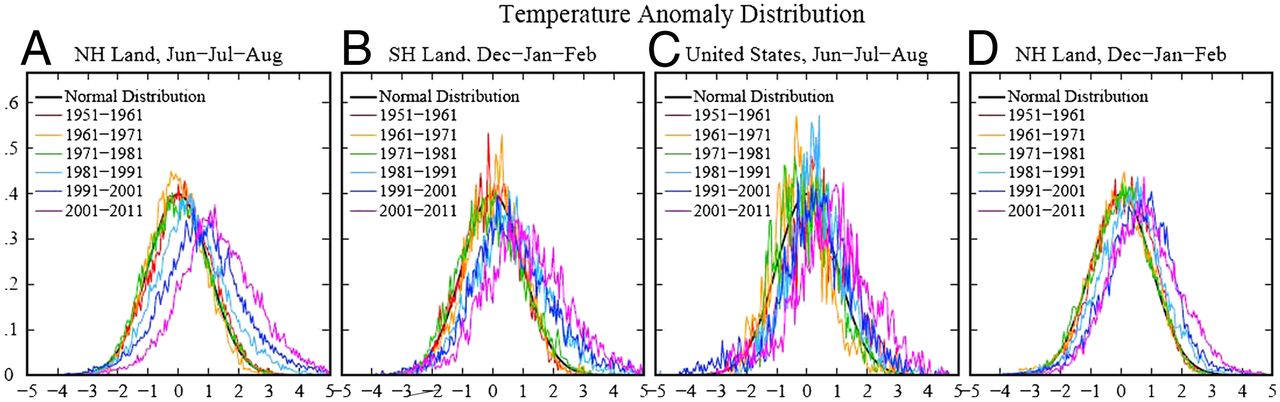 Temperature Anomaly Distribution
A NH Land, Jun-Jul-Aug
Normal Distribution
1951-1961
1961-1971
1971-1981
1981-1991
1991-2001
2001-2011
.6
.5
.4
.3
.2
.1
0
-5 -4 -3 -2 -1 0 1 2 3 4 5
B SH Land. Dec-Jan-Feb
Normal Distribution
1951-1961
1961-1971
1971-1981
1981-1991
1991-2001
2001-2011
-4 -3 -2 -1 0 1 2 3 4 5
C United States, Jun-Jul-Aug
Normal Distribution
1951-1961
1961-1971
1971-1981
1981-1991
1991-2001
2001-2011
-4 -3 -2 -1 0 1 2 3 4
D NH Land, Dec-Jan-Feb
Normal Distribution
1951-1961
1961-1971
1971-1981
1981-1991
1991-2001
2001-2011
-5 -4 -3 -2 -1 0 1 2 3 4 5